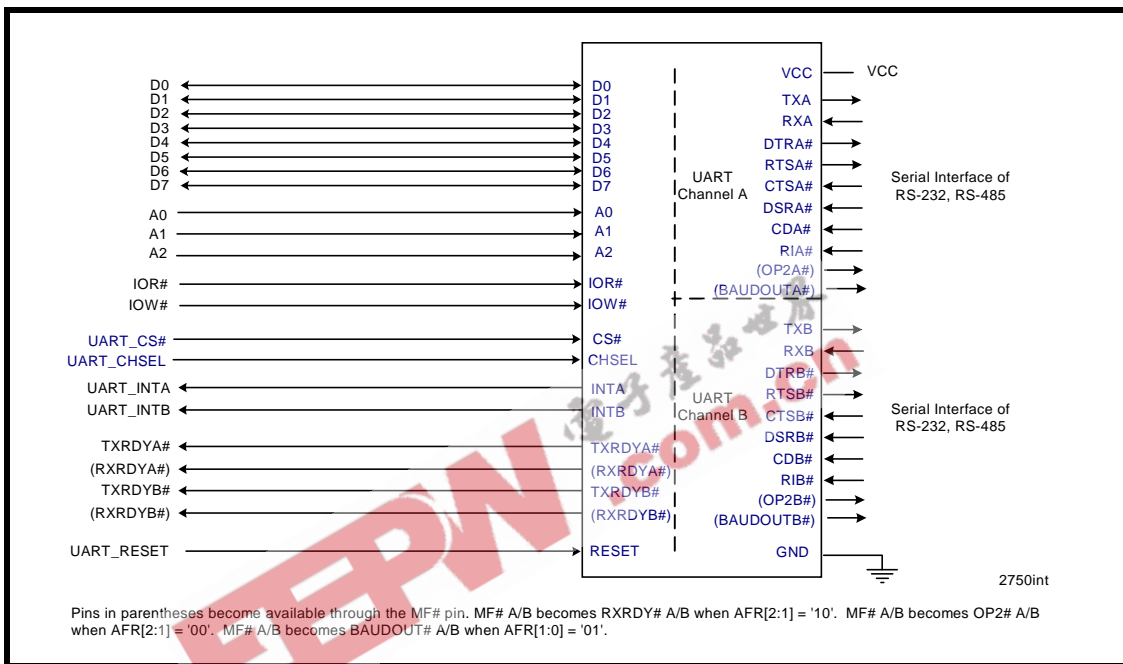 D0 D0
D1 D1
D2 D2
D3 D3
D4 D4
D5 D5
D6 D6
D7 D7
A0 A0
A1 A1
A2 A2
IOR# IOR#
IOW# IOW#
UART_CS# CS#
UART_CHSEL CHSEL
UART_INTA INTA
UART_INTB INTB
TXRDYA# TXRDYA#
(RXRDYA#) (RXRDYA#)
TXRDYB# TXRDYB#
(RXRDYB#) (RXRDYB#)
UART_RESET RESET
UART
Channel A
UART
Channel B
VCC VCC
TXA
RXA
DTRA#
RTSA#
CTSA#
DSRA#
CDA#
RIA#
(OP2A#)
(BAUDOUTA#)
Serial Interface of
RS-232, RS-485
TXB
RXB
DTRB#
RTSB#
CTSB#
DSRB#
CDB#
RIB#
(OP2B#)
(BAUDOUTB#)
GND
Serial Interface of
RS-232, RS-485
2750int
EEPW
.com.cn
電子產品世界
Pins in parentheses become available through the MF# pin. MF# A/B becomes RXRDY# A/B when AFR[2:1] = '10'. MF# A/B becomes OP2# A/B
when AFR[2:1] = '00'. MF# A/B becomes BAUDOUT# A/B when AFR[1:0] = '01'.